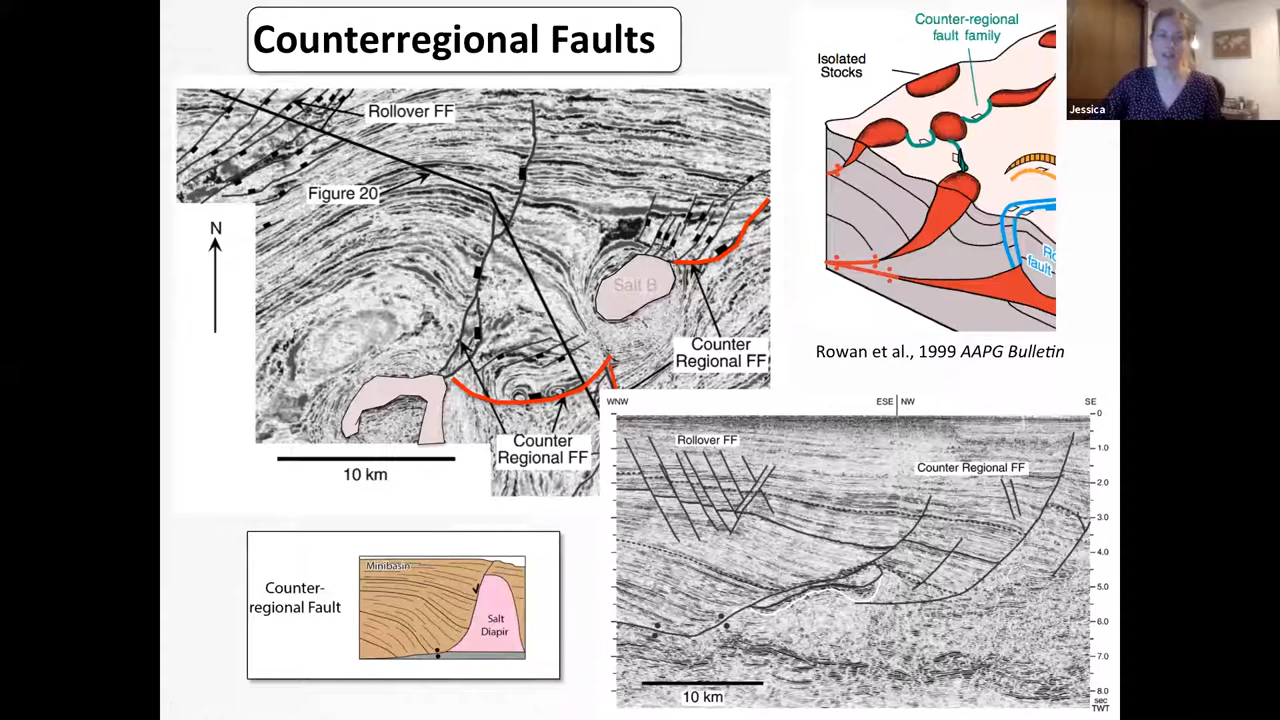 Counterregional Faults
Rollover FF
Figure 20
N
Salt B
Counter
Regional FF
Counter
Regional FF
10 km
Counter-regional
fault family
Isolated
Stocks
fault
Rowan et al., 1999 AAPG Bulletin
Jessica
WNW
ESE
NW
SE
Rollover FF
Counter Regional FF
0
1.0
2.0
3.0
4.0
5.0
6.0
7.0
8.0
sec
TWT
10 km
Counter-
regional Fault
Minibasin
Salt
Diapir